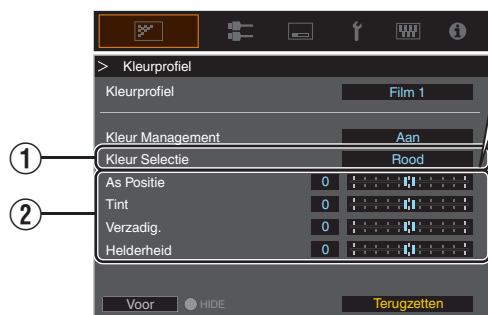 > Kleurprofiel
Kleurprofiel Film 1
Kleur Management Aan
① Kleur Selectie Rood
② As Positie 0
Tint 0
Verzadig. 0
Helderheid 0
Voor HIDE Terugzetten